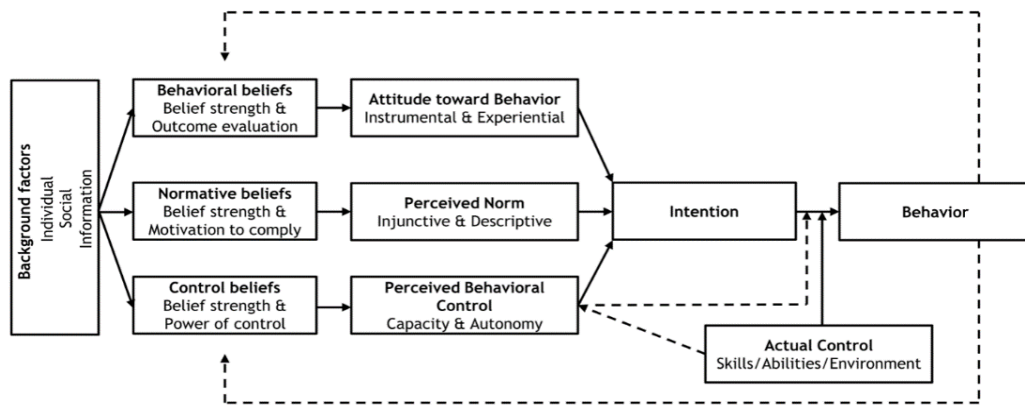 Background factors
Individual
Social
Information
Behavioral beliefs
Belief strength &
Outcome evaluation
Attitude toward Behavior
Instrumental & Experiential
Normative beliefs
Belief strength &
Motivation to comply
Perceived Norm
Injunctive & Descriptive
Intention
Behavior
Control beliefs
Belief strength &
Power of control
Perceived Behavioral
Control
Capacity & Autonomy
Actual Control
Skills/Abilities/Environment